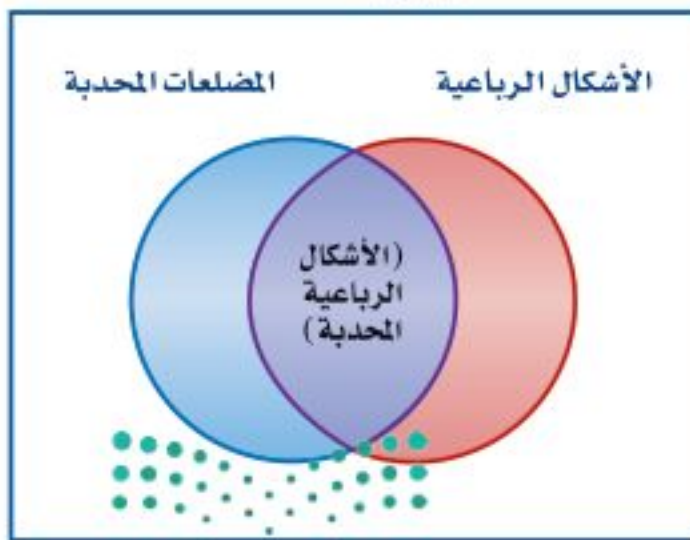 الأشكال الرباعية
المضلعات المحدبة
(الأشكال
الرباعية
المحدبة)